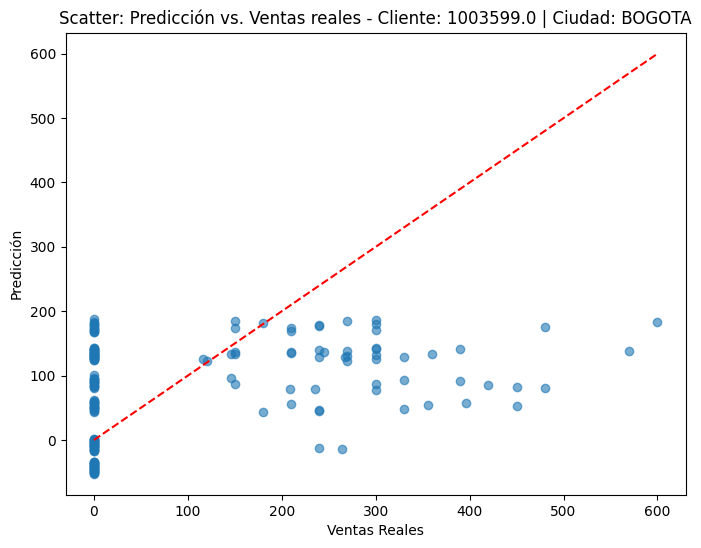 Scatter: Predicción vs. Ventas reales - Cliente: 1003599.0 | Ciudad: BOGOTA
600
500
400
300
200
100
0
Predicción
0 100 200 300 400 500 600
Ventas Reales